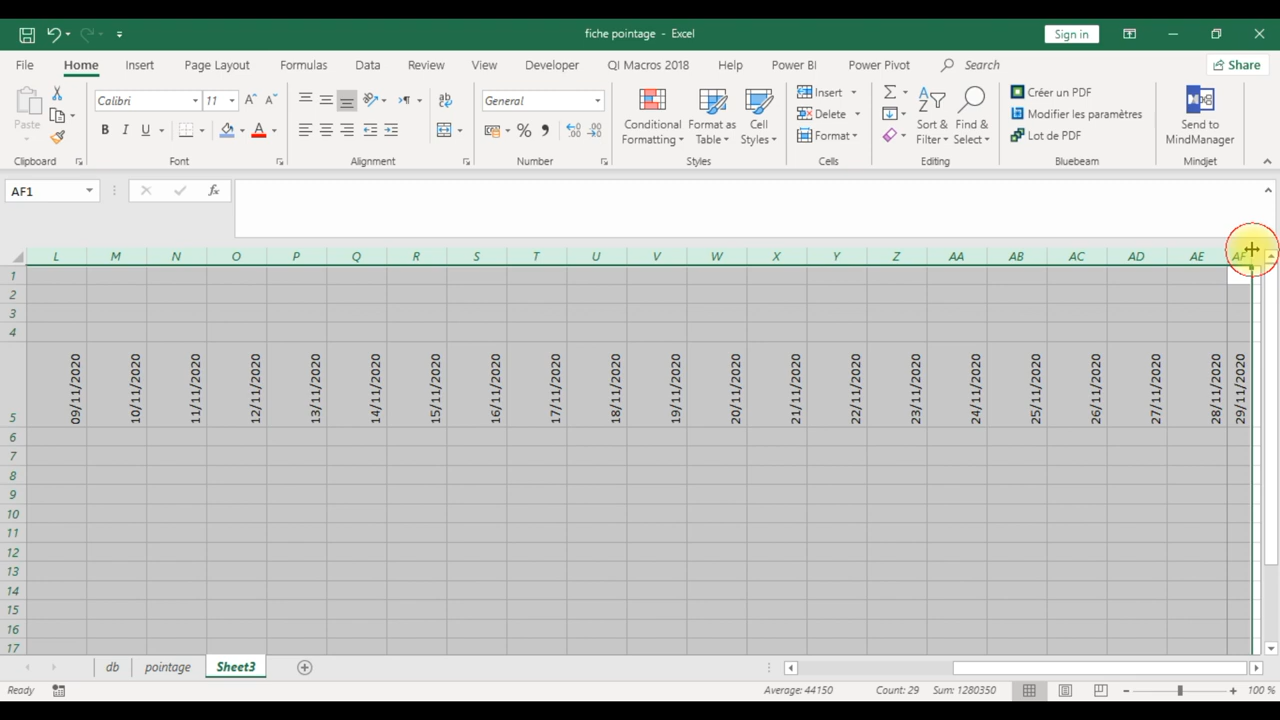 fiche pointage - Excel
Sign in
File Home Insert Page Layout Formulas Data Review View Developer QI Macros 2018 Help Power BI Power Pivot Search Share
Paste
Calibri 11
B I U
General
Conditional Formatting
Format as Table
Cell Styles
Insert
Delete
Format
Sort & Filter
Find & Select
Créer un PDF
Modifier les paramètres
Lot de PDF
Send to MindManager
Clipboard Font Alignment Number Styles Cells Editing Bluebeam Mindjet
AF1
fx
L M N O P Q R S T U V W X Y Z AA AB AC AD AE AF
1
2
3
4
5 09/11/2020 10/11/2020 11/11/2020 12/11/2020 13/11/2020 14/11/2020 15/11/2020 16/11/2020 17/11/2020 18/11/2020 19/11/2020 20/11/2020 21/11/2020 22/11/2020 23/11/2020 24/11/2020 25/11/2020 26/11/2020 27/11/2020 28/11/2020 29/11/2020
6
7
8
9
10
11
12
13
14
15
16
17
db pointage Sheet3
Ready Average: 44150 Count: 29 Sum: 1280350 100 %